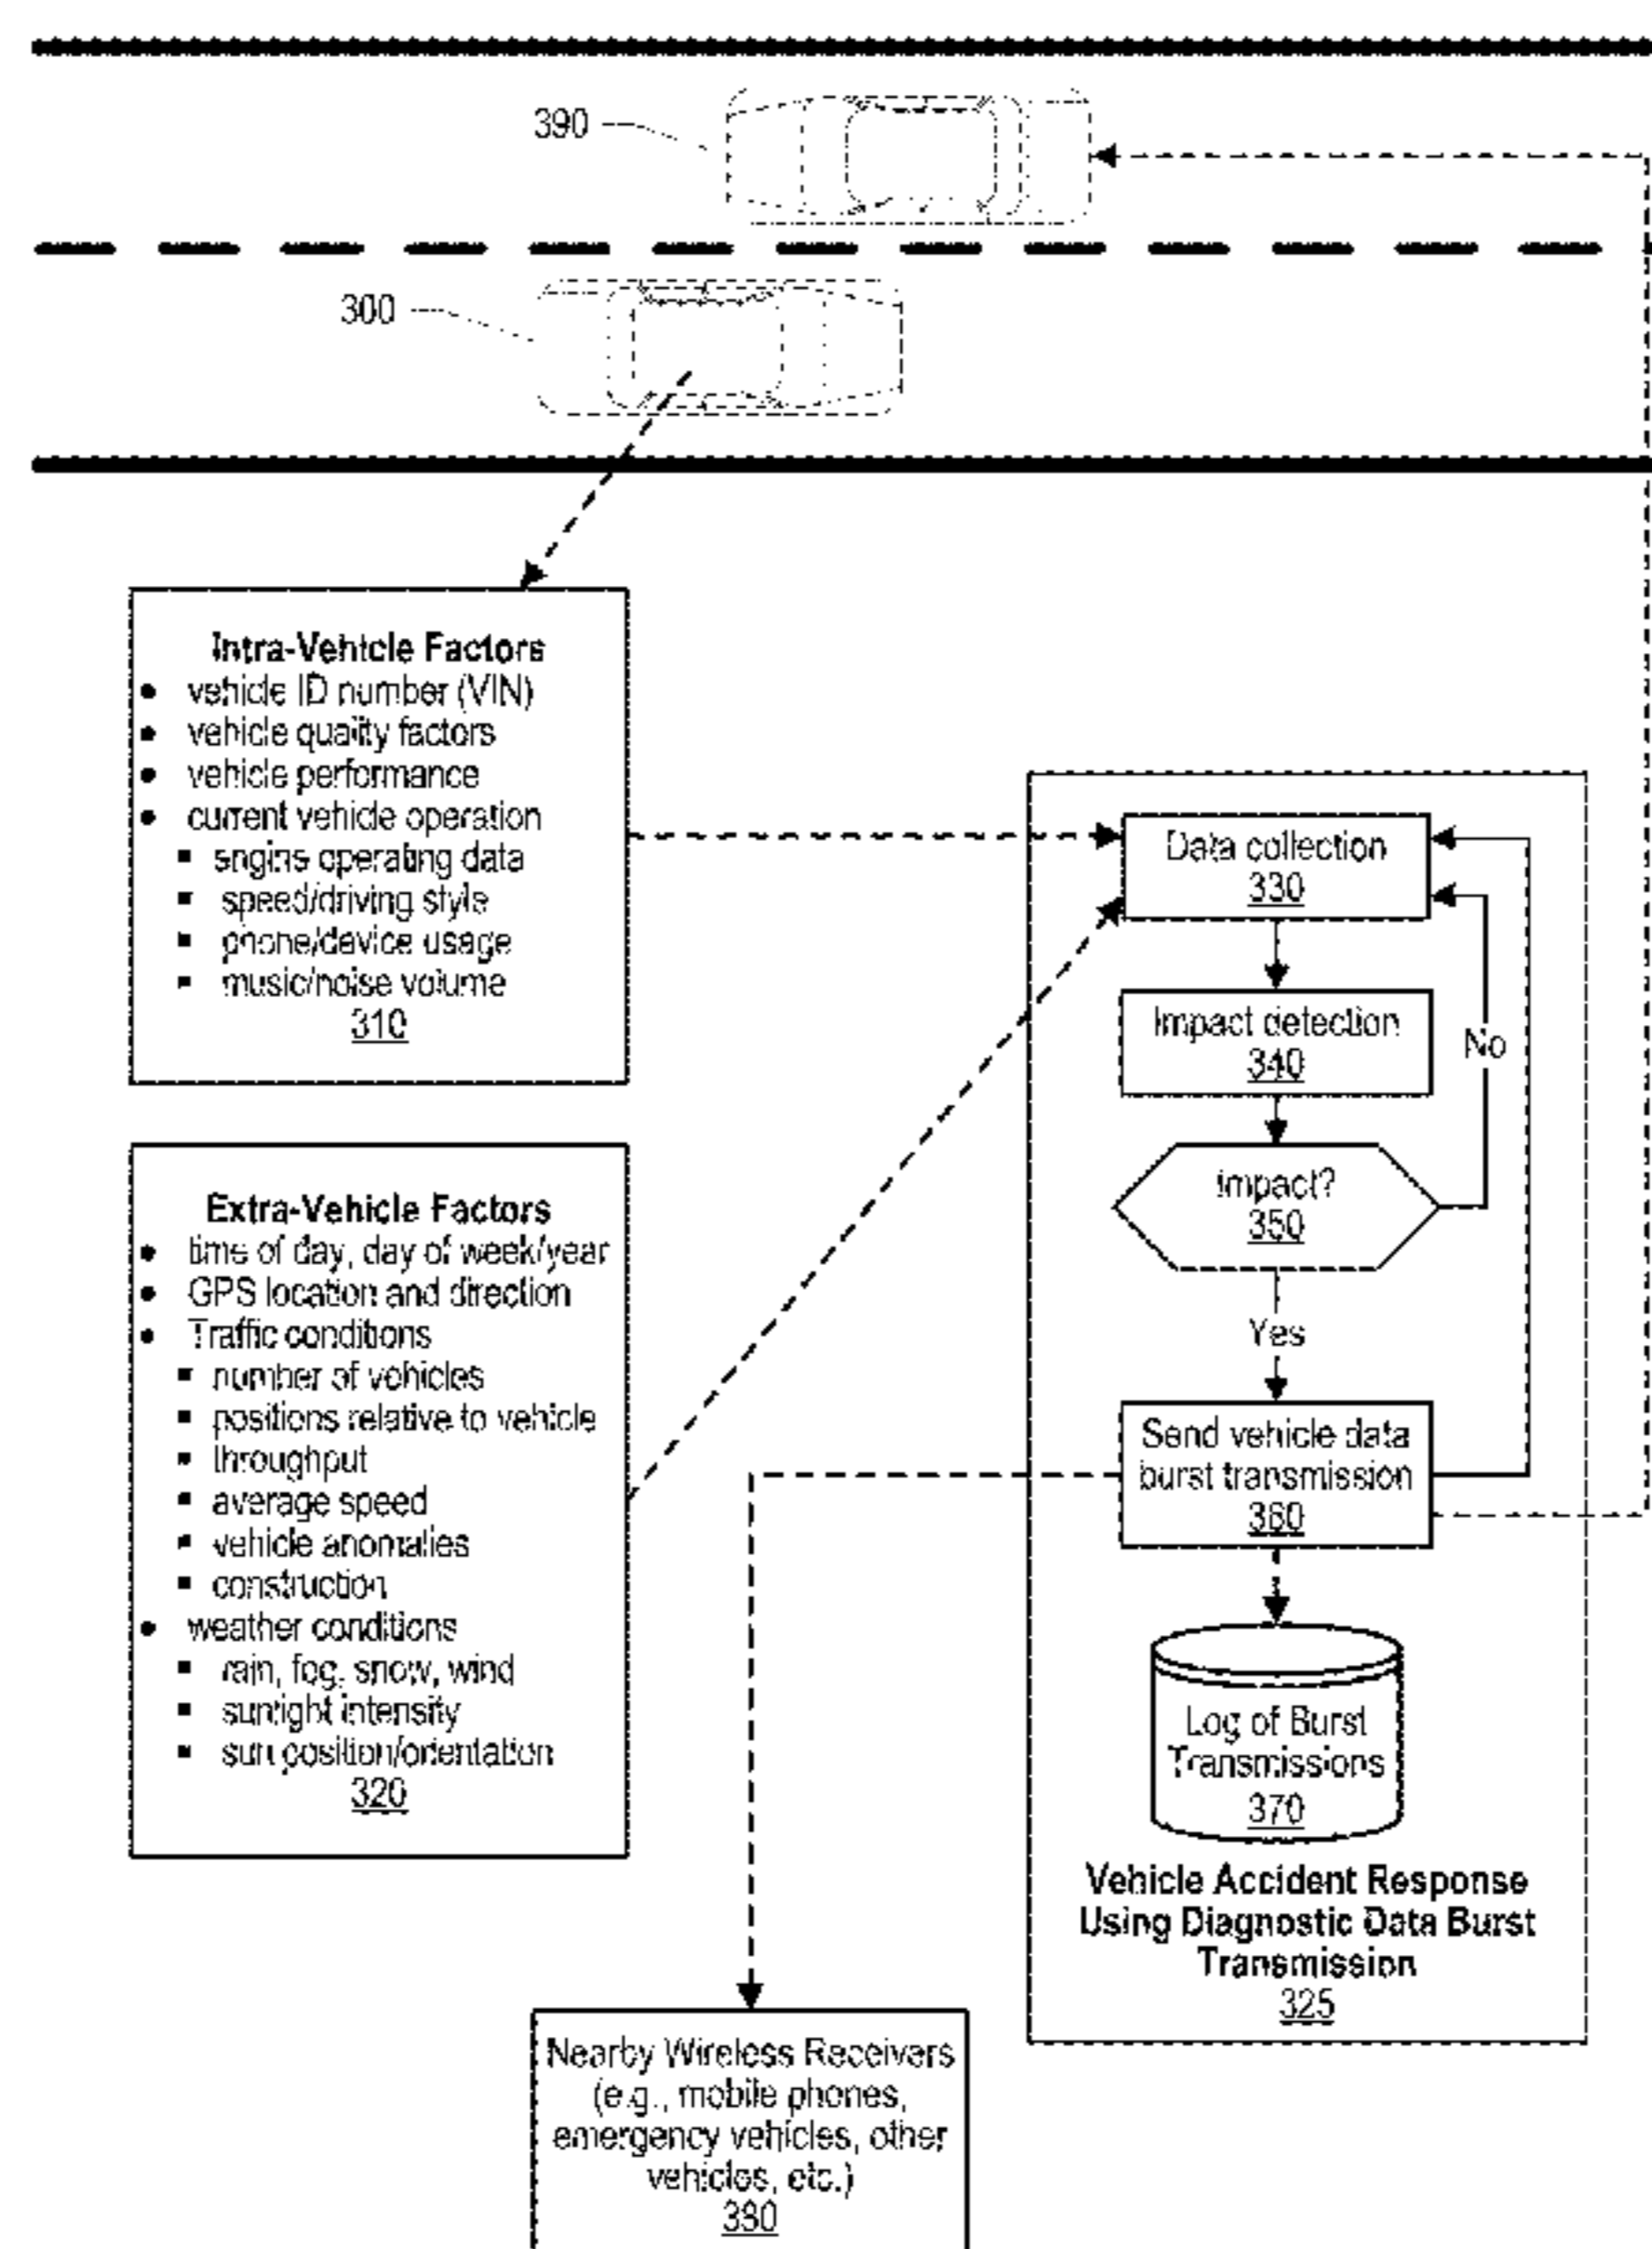 390
300
Intra-Vehicle Factors
• vehicle ID number (VIN)
• vehicle quality factors
• vehicle performance
• current vehicle operation
▪ engine operating data
▪ speed/driving style
▪ phone/device usage
▪ music/noise volume
310
Extra-Vehicle Factors
• time of day, day of week/year
• GPS location and direction
• Traffic conditions
▪ number of vehicles
▪ positions relative to vehicle
▪ throughput
▪ average speed
▪ vehicle anomalies
▪ construction
• weather conditions
▪ rain, fog, snow, wind
▪ sunlight intensity
▪ sun position/orientation
320
Data collection
330
Impact detection
340
No
Impact?
350
Yes
Send vehicle data
burst transmission
360
Log of Burst
Transmissions
370
Vehicle Accident Response
Using Diagnostic Data Burst
Transmission
325
Nearby Wireless Receivers
(e.g., mobile phones,
emergency vehicles, other
vehicles, etc.)
380